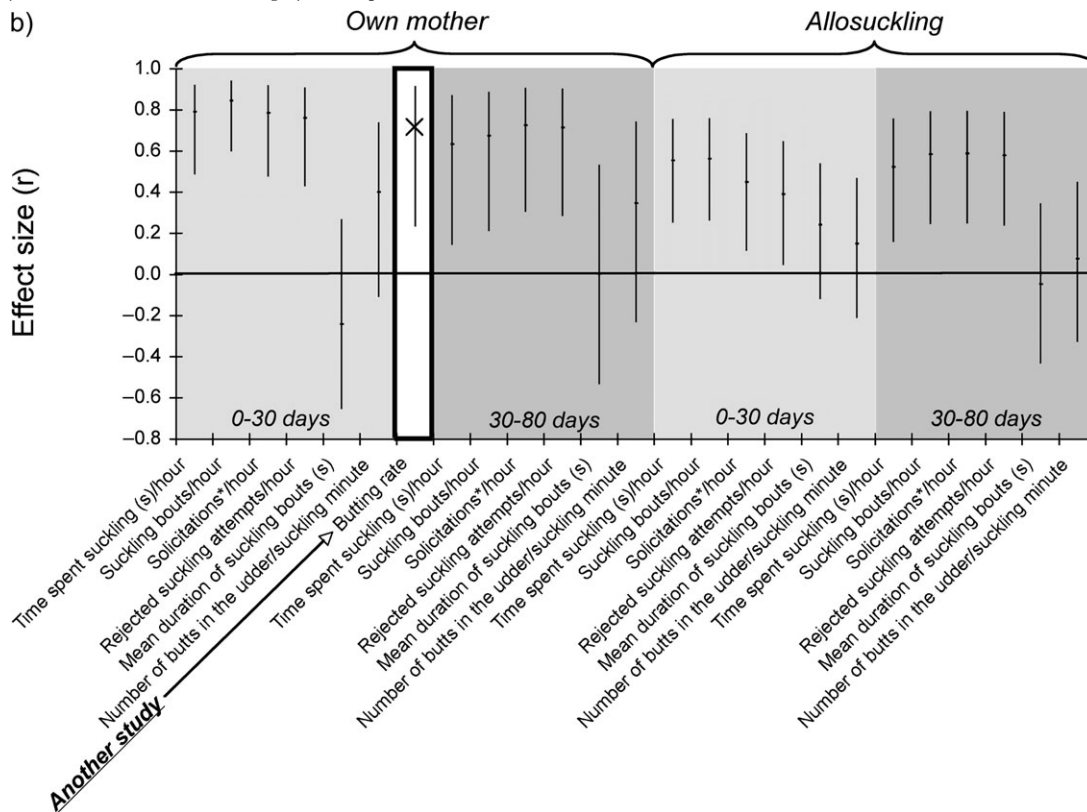 b)
Own mother
Allosuckling
Effect size (r)
1.0
0.8
0.6
0.4
0.2
0.0
−0.2
−0.4
−0.6
−0.8
0-30 days
30-80 days
0-30 days
30-80 days
Time spent suckling (s)/hour
Suckling bouts/hour
Solicitations*/hour
Rejected suckling attempts/hour
Mean duration of suckling bouts (s)
Number of butts in the udder/suckling minute
Another study
Butting rate
Time spent suckling (s)/hour
Suckling bouts/hour
Solicitations*/hour
Rejected suckling attempts/hour
Mean duration of suckling bouts (s)
Number of butts in the udder/suckling minute
Time spent suckling (s)/hour
Suckling bouts/hour
Solicitations*/hour
Rejected suckling attempts/hour
Mean duration of suckling bouts (s)
Number of butts in the udder/suckling minute
Time spent suckling (s)/hour
Suckling bouts/hour
Solicitations*/hour
Rejected suckling attempts/hour
Mean duration of suckling bouts (s)
Number of butts in the udder/suckling minute